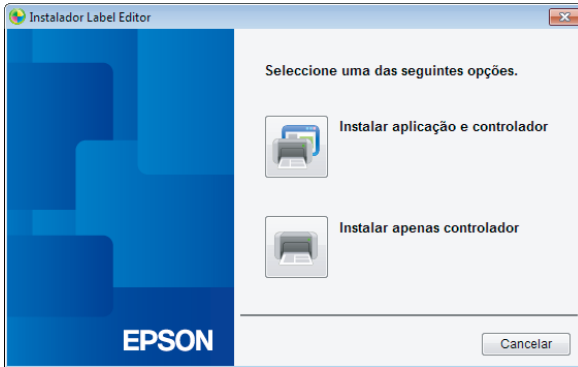 Instalador Label Editor
Seleccione uma das seguintes opções.
Instalar aplicação e controlador
Instalar apenas controlador
EPSON
Cancelar